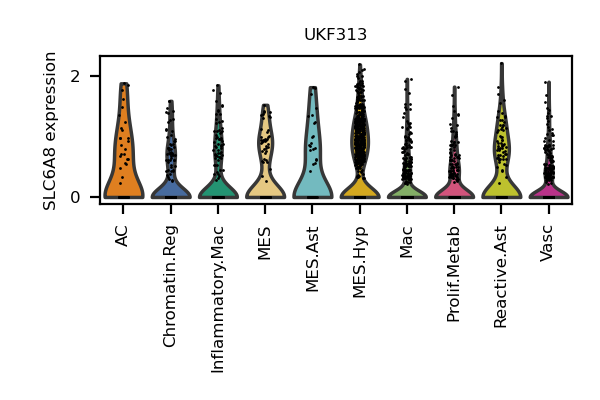 UKF313
SLC6A8 expression
2
0
AC
Chromatin.Reg
Inflammatory.Mac
MES
MES.Ast
MES.Hyp
Mac
Prolif.Metab
Reactive.Ast
Vasc